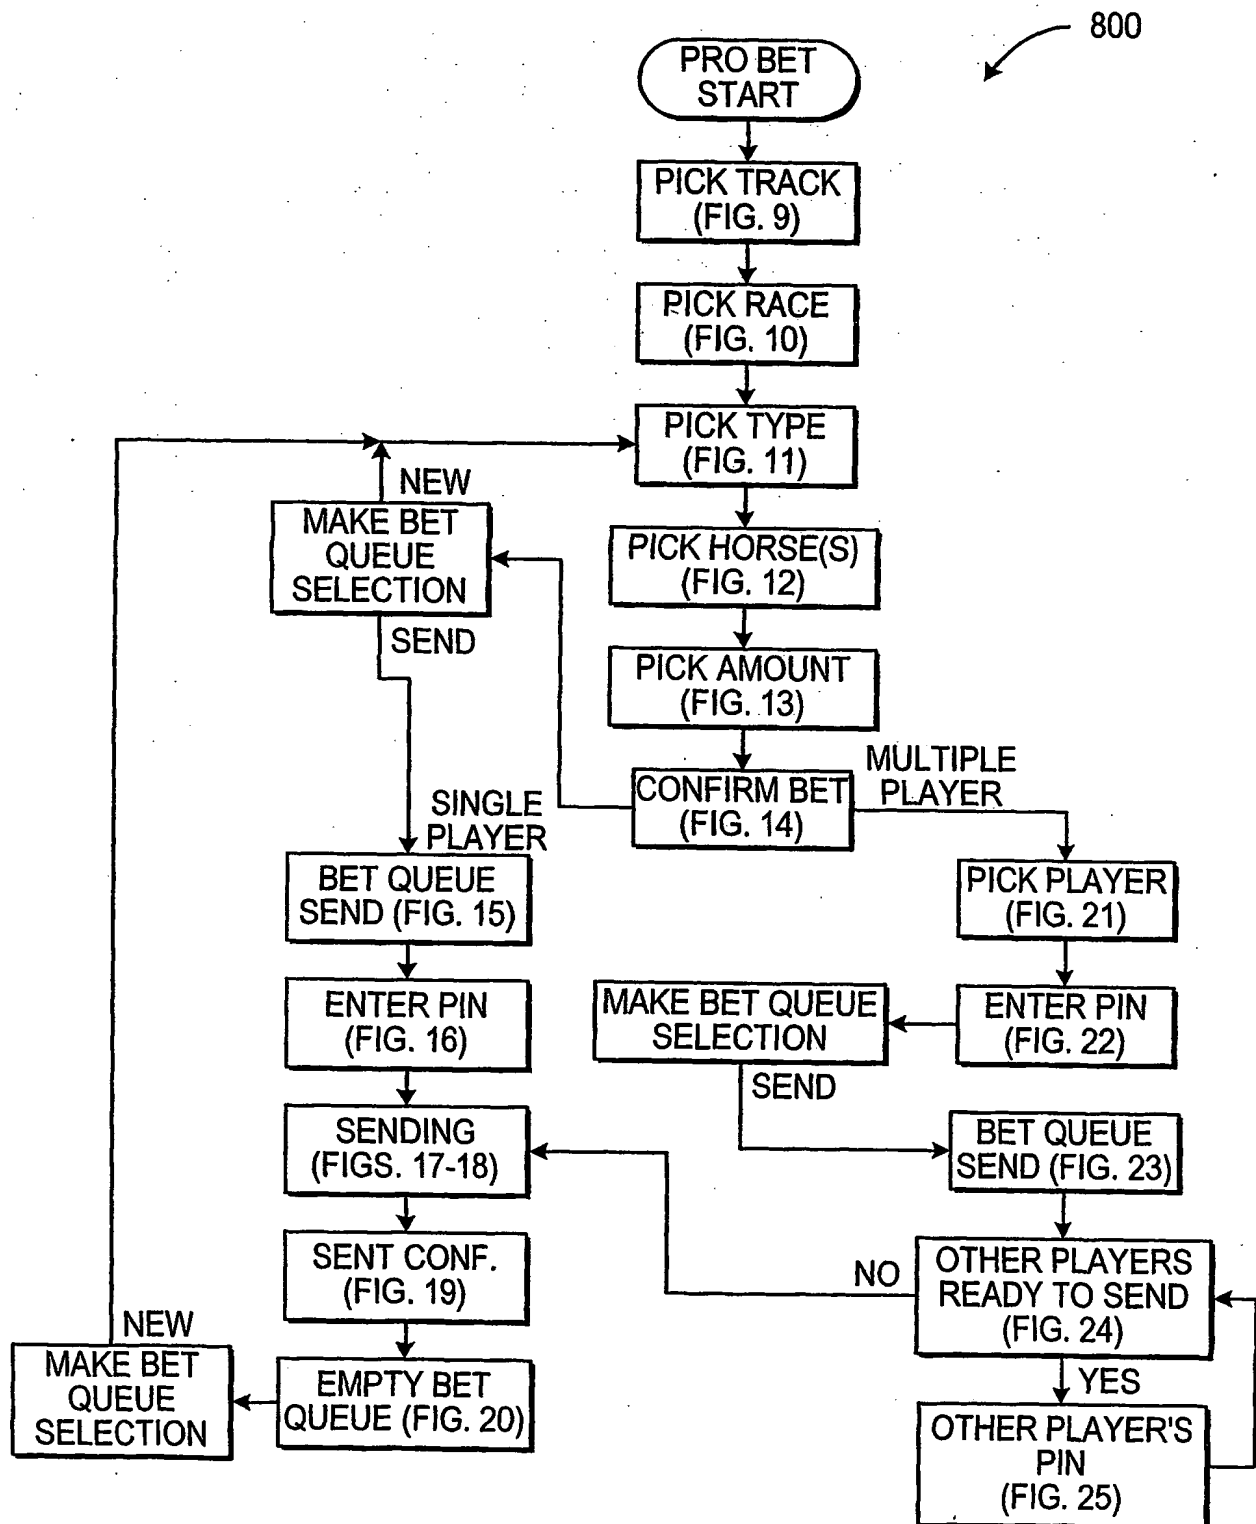 800
PRO BET
START
PICK TRACK
(FIG. 9)
PICK RACE
(FIG. 10)
PICK TYPE
(FIG. 11)
NEW
MAKE BET
QUEUE
SELECTION
SEND
PICK HORSE(S)
(FIG. 12)
PICK AMOUNT
(FIG. 13)
CONFIRM BET
(FIG. 14)
MULTIPLE
PLAYER
SINGLE
PLAYER
BET QUEUE
SEND (FIG. 15)
PICK PLAYER
(FIG. 21)
ENTER PIN
(FIG. 16)
MAKE BET QUEUE
SELECTION
ENTER PIN
(FIG. 22)
SEND
SENDING
(FIGS. 17-18)
BET QUEUE
SEND (FIG. 23)
SENT CONF.
(FIG. 19)
NO
OTHER PLAYERS
READY TO SEND
(FIG. 24)
NEW
MAKE BET
QUEUE
SELECTION
EMPTY BET
QUEUE (FIG. 20)
YES
OTHER PLAYER'S
PIN
(FIG. 25)